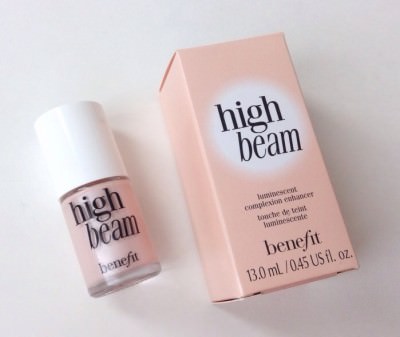 high
beam
benefit
high
beam
luminescent
complexion enhancer
touche de teint
luminescente
benefit
13.0 mL / 0.45 US fl. oz.